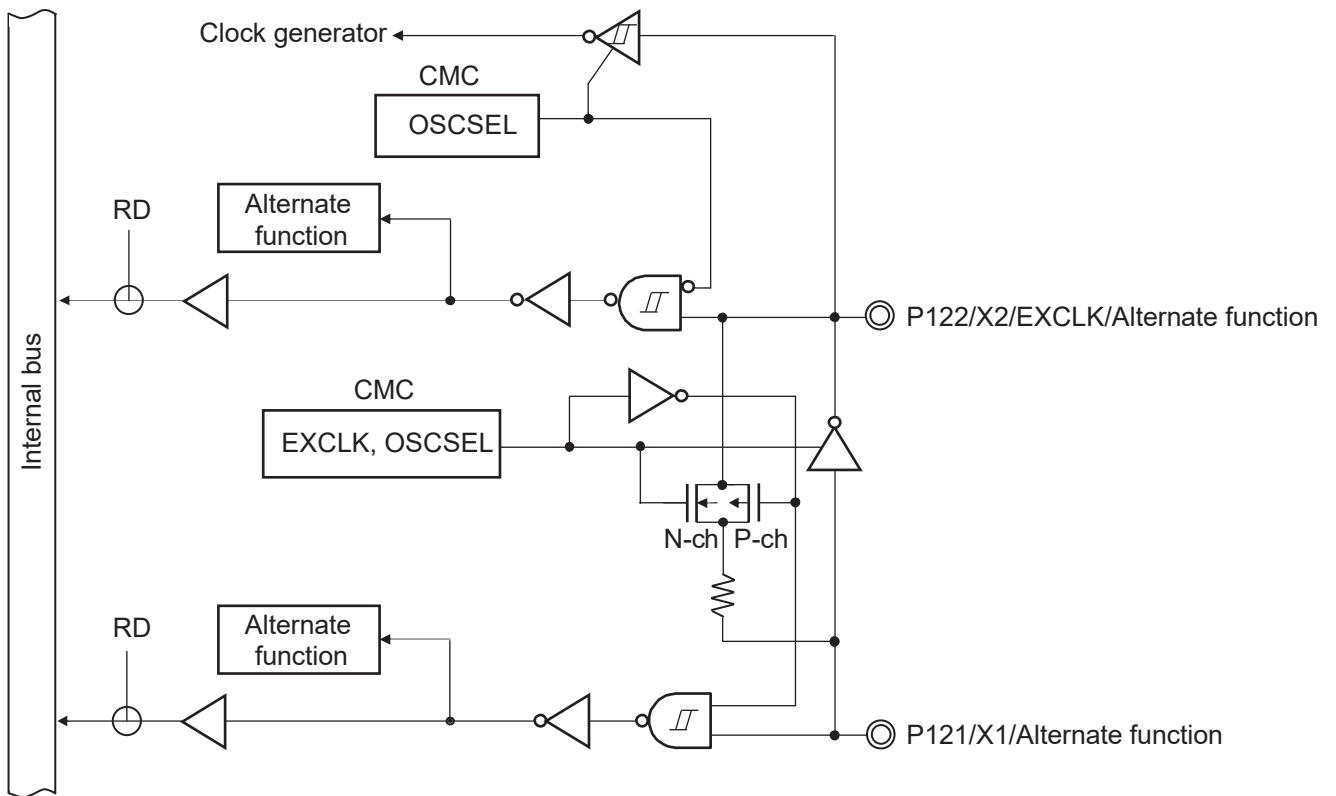 Clock generator
CMC
OSCSEL
Alternate
function
RD
P122/X2/EXCLK/Alternate function
Internal bus
CMC
EXCLK, OSCSEL
N-ch
P-ch
Alternate
function
RD
P121/X1/Alternate function